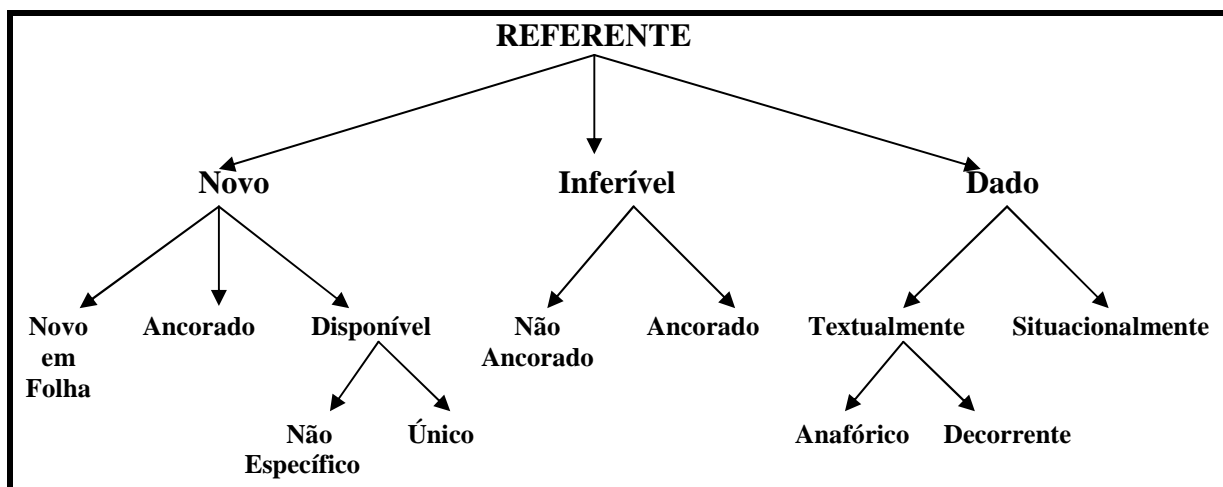 REFERENTE
Novo Inferível Dado
Novo em Folha Ancorado Disponível Não Ancorado Ancorado Textualmente Situacionalmente
Não Específico Único Anafórico Decorrente